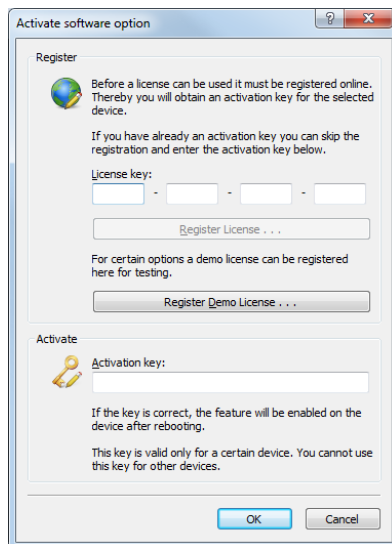 Activate software option
Register
Before a license can be used it must be registered online.
Thereby you will obtain an activation key for the selected
device.
If you have already an activation key you can skip the
registration and enter the activation key below.
License key:
- - -
Register License . . .
For certain options a demo license can be registered
here for testing.
Register Demo License . . .
Activate
Activation key:
If the key is correct, the feature will be enabled on the
device after rebooting.
This key is valid only for a certain device. You cannot use
this key for other devices.
OK Cancel